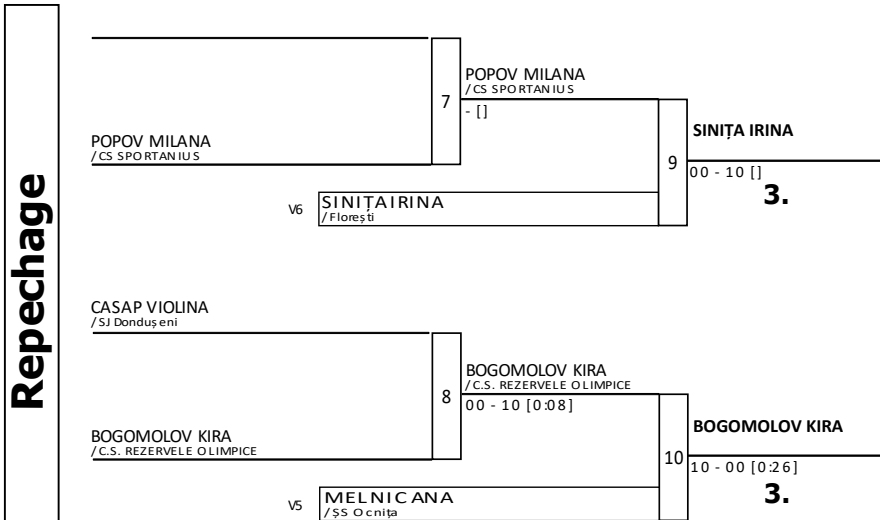 Repechage
POPOV MILANA
/CS SPORTANIUS
7
POPOV MILANA
/CS SPORTANIUS
- []
V6
SINIȚA IRINA
/ Florești
9
SINIȚA IRINA
00 - 10 []
3.
CASAP VIOLINA
/ SJ Dondușeni
BOGOMOLOV KIRA
/ C.S. REZERVELE OLIMPICE
8
BOGOMOLOV KIRA
/ C.S. REZERVELE OLIMPICE
00 - 10 [0:08]
V5
MELNIC ANA
/ ȘS Ocnița
10
BOGOMOLOV KIRA
10 - 00 [0:26]
3.